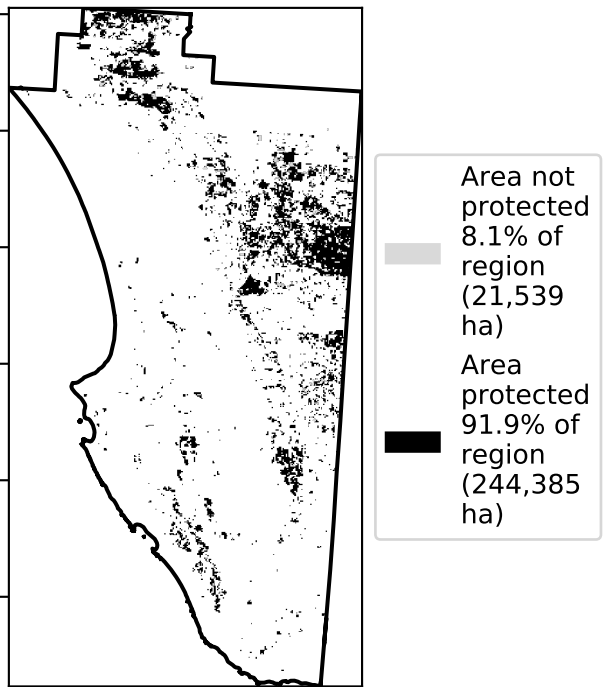 Area not
protected
8.1% of
region
(21,539
ha)
Area
protected
91.9% of
region
(244,385
ha)